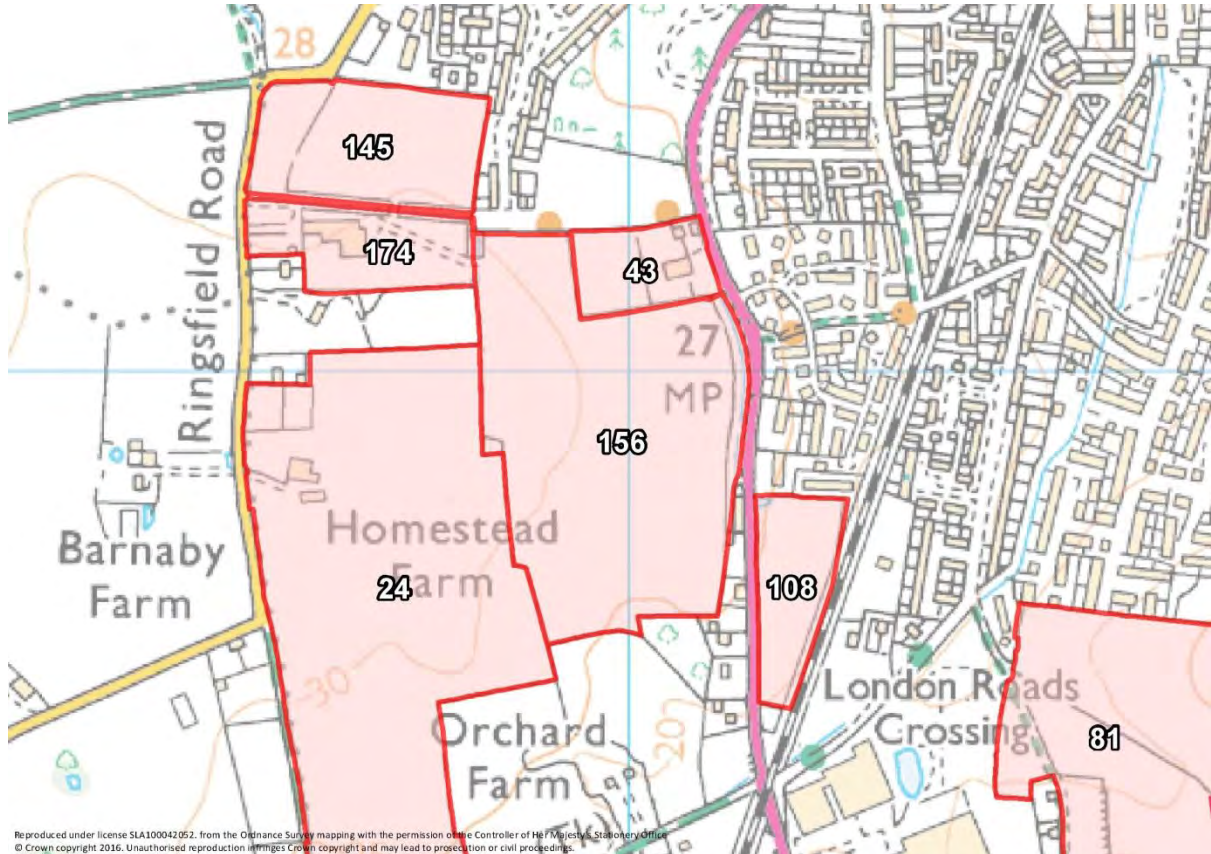 28
145
Ringsfield Road
174
43
27
MP
156
Barnaby
Farm
Homestead
Farm
24
108
30
London Roads
Crossing
81
Orchard
Farm
20
Reproduced under license SLA100042052. from the Ordnance Survey mapping with the permission of the Controller of Her Majesty's Stationery Office
© Crown copyright 2016. Unauthorised reproduction infringes Crown copyright and may lead to prosecution or civil proceedings.